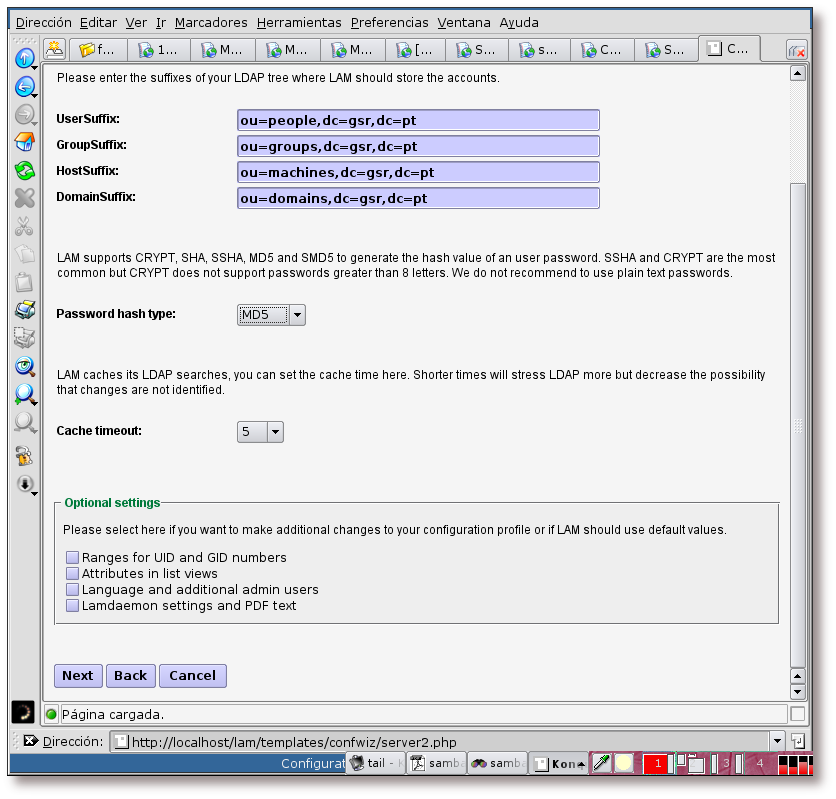 Dirección Editar Ver Ir Marcadores Herramientas Preferencias Ventana Ayuda
f... 1... M... M... M... [... S... s... C... S... C...
Please enter the suffixes of your LDAP tree where LAM should store the accounts.
UserSuffix: ou=people,dc=gsr,dc=pt
GroupSuffix: ou=groups,dc=gsr,dc=pt
HostSuffix: ou=machines,dc=gsr,dc=pt
DomainSuffix: ou=domains,dc=gsr,dc=pt
LAM supports CRYPT, SHA, SSHA, MD5 and SMD5 to generate the hash value of an user password. SSHA and CRYPT are the most
common but CRYPT does not support passwords greater than 8 letters. We do not recommend to use plain text passwords.
Password hash type: MD5
LAM caches its LDAP searches, you can set the cache time here. Shorter times will stress LDAP more but decrease the possibility
that changes are not identified.
Cache timeout: 5
Optional settings
Please select here if you want to make additional changes to your configuration profile or if LAM should use default values.
Ranges for UID and GID numbers
Attributes in list views
Language and additional admin users
Lamdaemon settings and PDF text
Next Back Cancel
Página cargada.
Dirección: http://localhost/lam/templates/confwiz/server2.php
Configurat tail - samba samba Kon 1 3 4